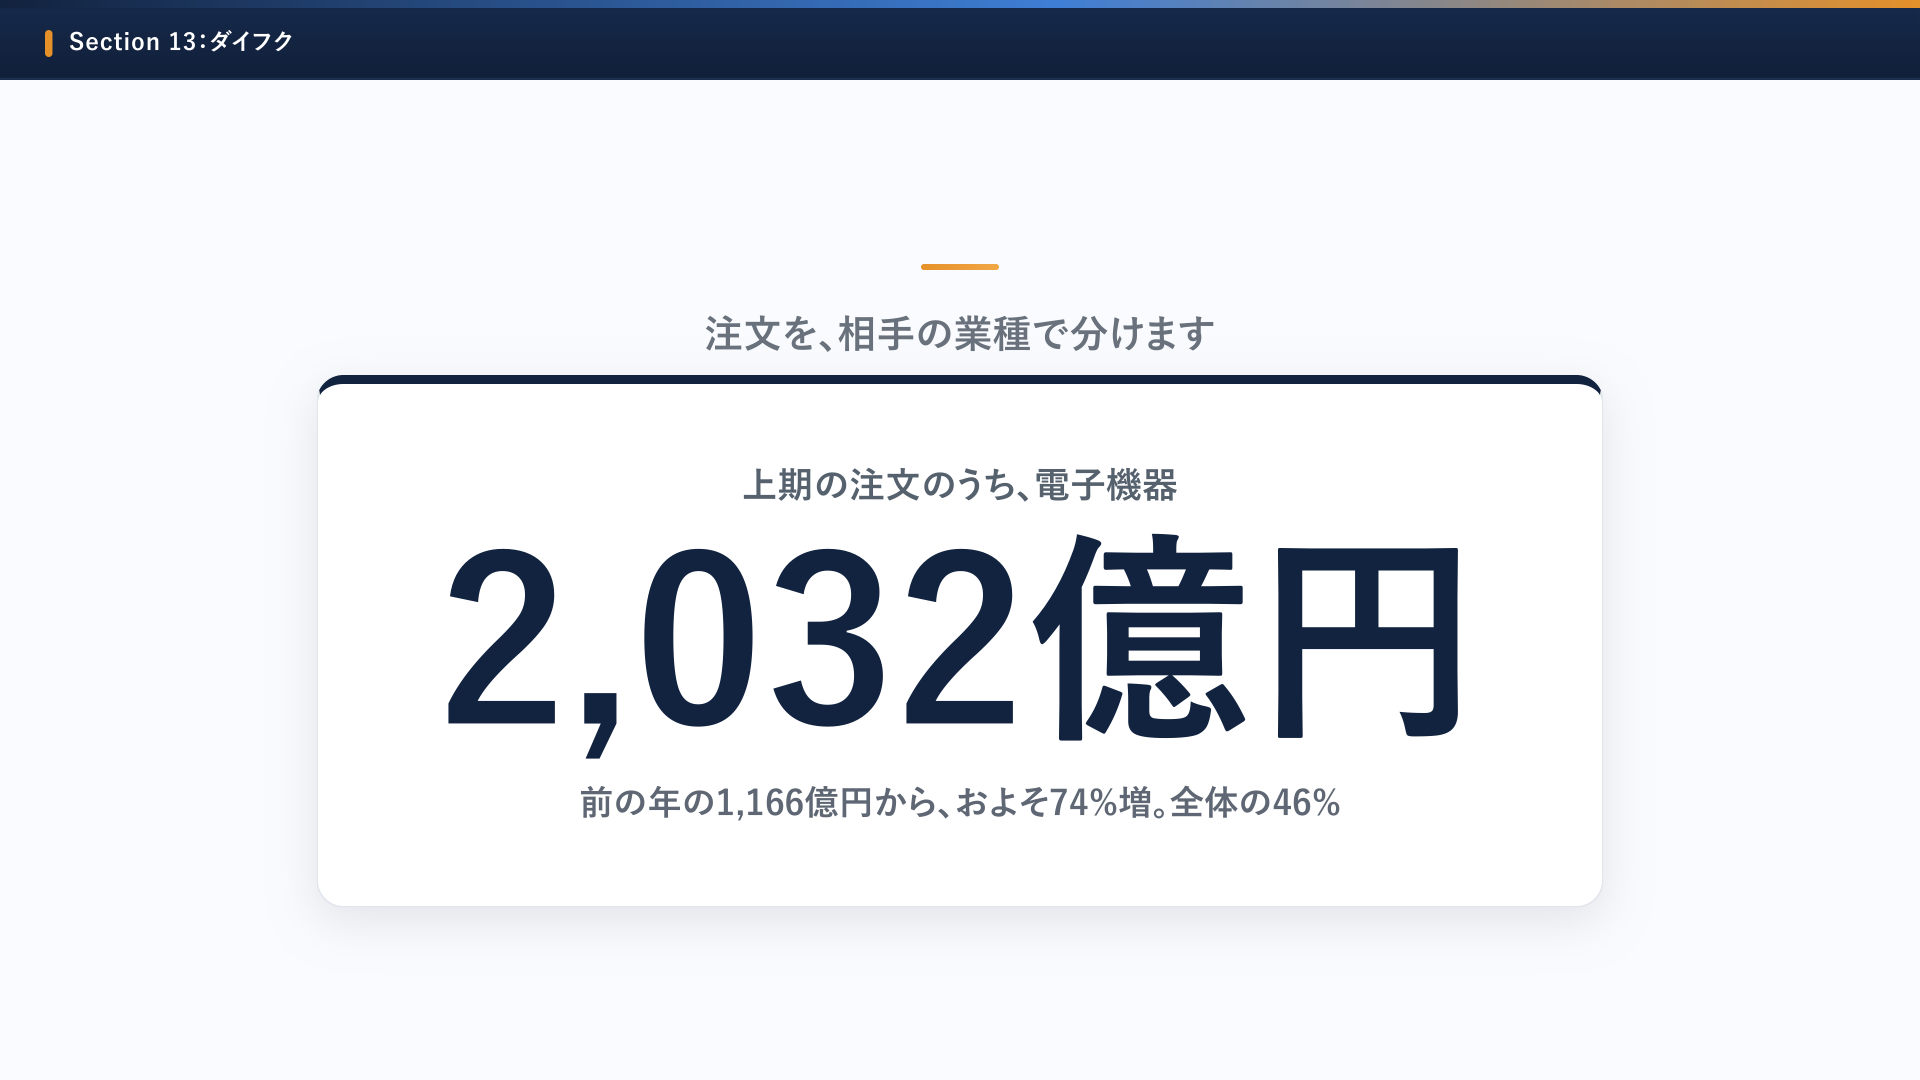 Section 13：ダイフク
注文を、相手の業種で分けます
上期の注文のうち、電子機器
2,032億円
前の年の1,166億円から、およそ74%増。全体の46%